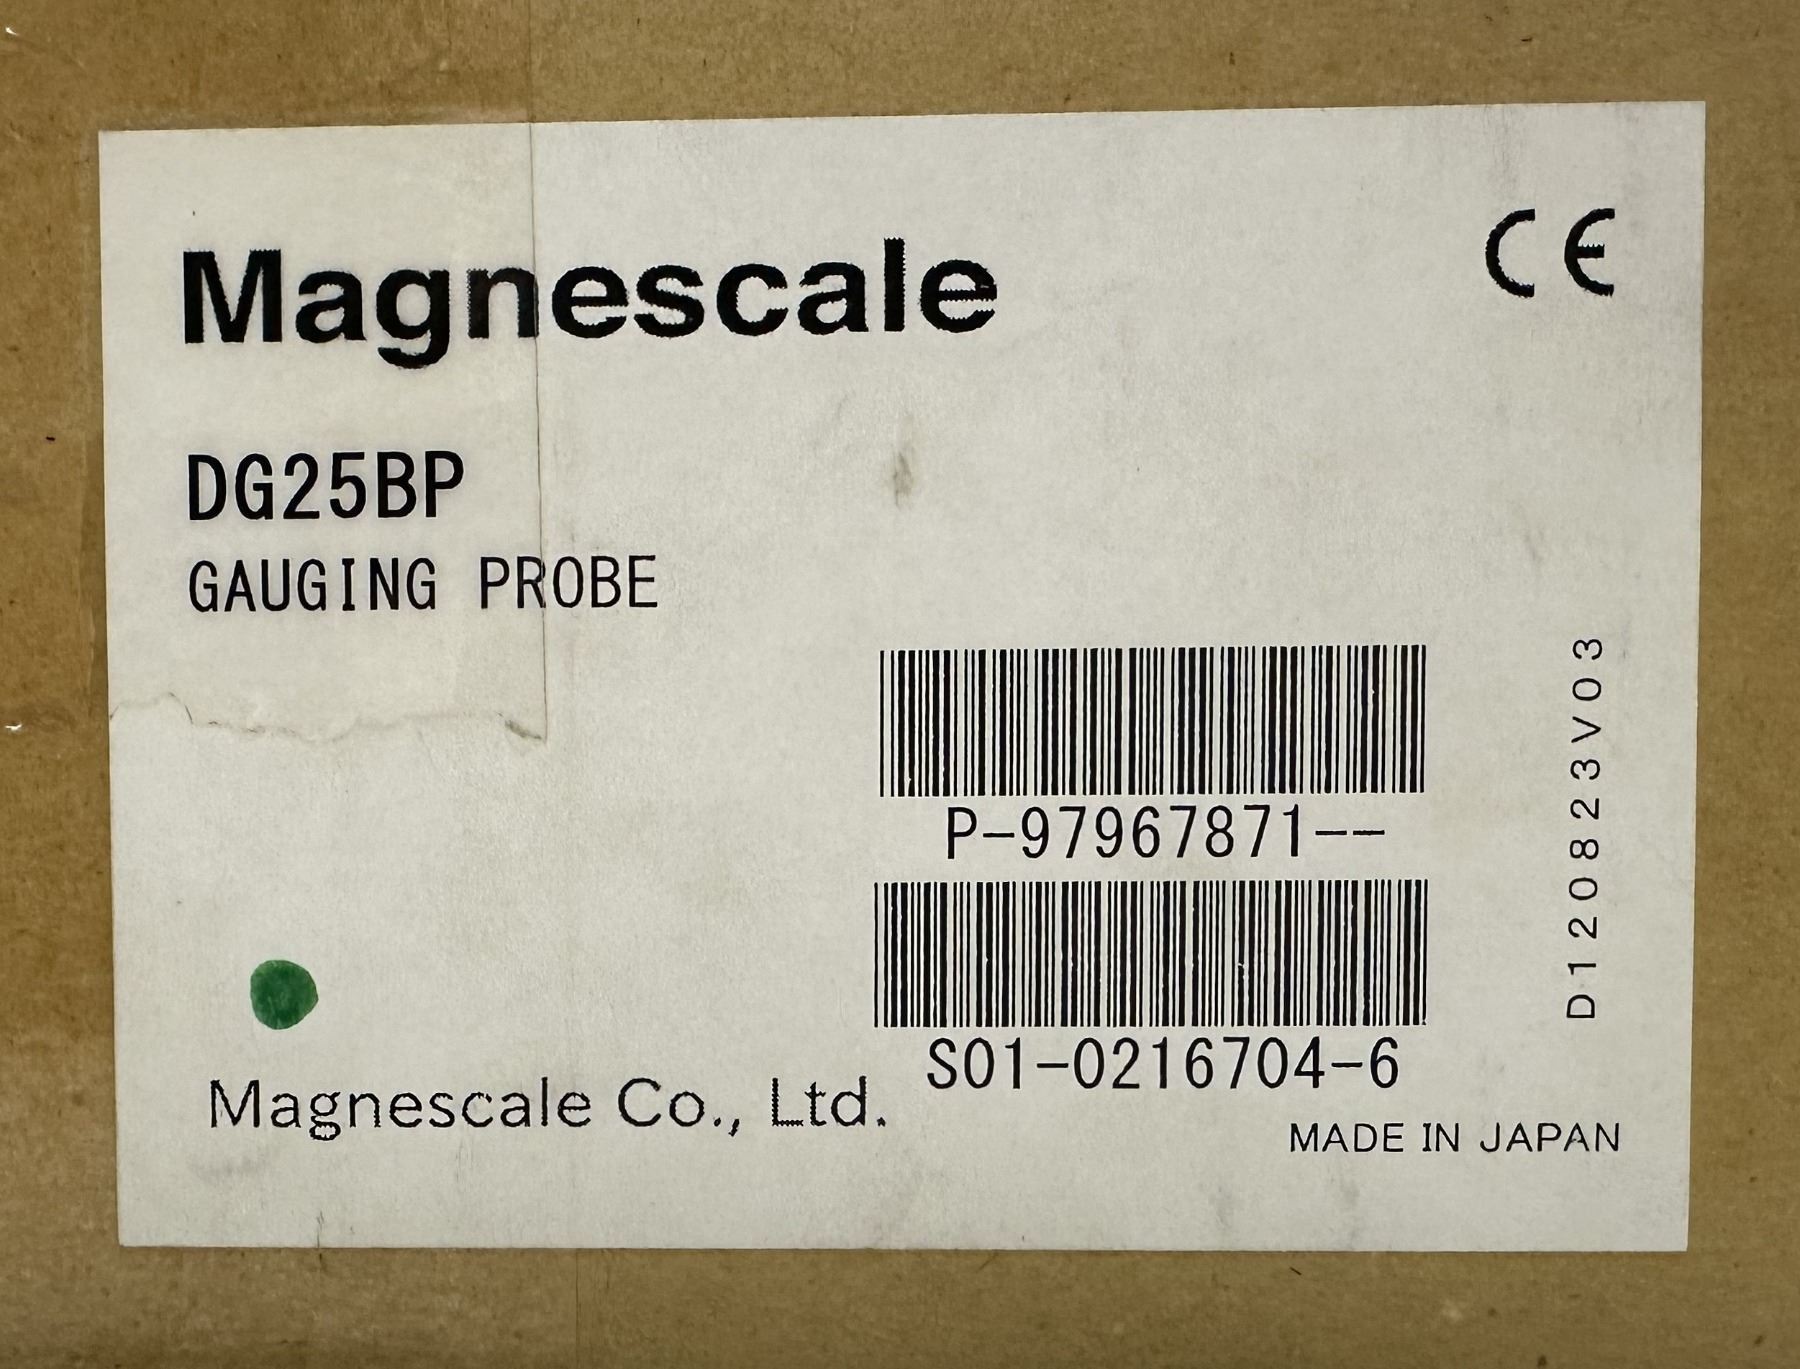 Magnescale
CE
DG25BP
GAUGING PROBE
P-97967871--
S01-0216704-6
D120823V03
Magnescale Co., Ltd.
MADE IN JAPAN